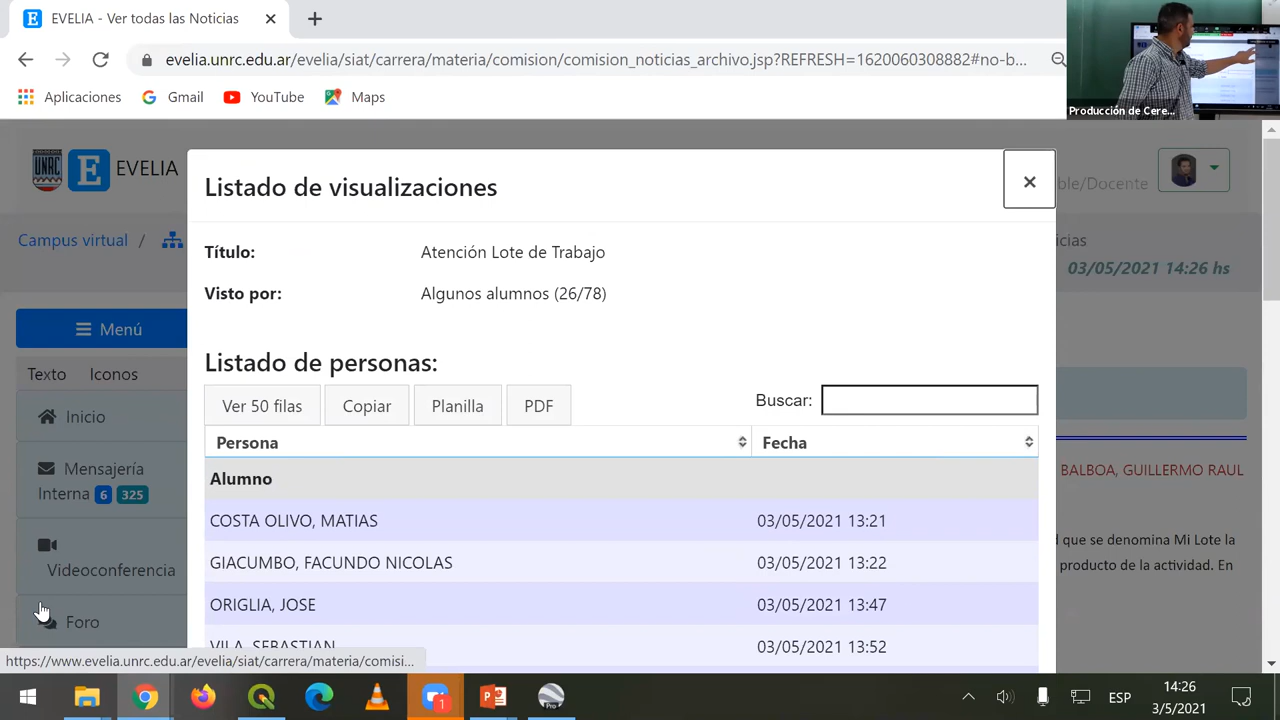 EVELIA - Ver todas las Noticias
evelia.unrc.edu.ar/evelia/siat/carrera/materia/comision/comision_noticias_archivo.jsp?REFRESH=1620060308882#no-b...
Aplicaciones
Gmail
YouTube
Maps
Producción de Cere...
UNRC
E
EVELIA
ble/Docente
Campus virtual /
icias
03/05/2021 14:26 hs
Menú
Texto
Iconos
Inicio
Mensajería
Interna 6 325
Videoconferencia
Foro
Listado de visualizaciones
×
Título:
Atención Lote de Trabajo
Visto por:
Algunos alumnos (26/78)
Listado de personas:
Ver 50 filas
Copiar
Planilla
PDF
Buscar:
Persona
Fecha
Alumno
COSTA OLIVO, MATIAS
03/05/2021 13:21
GIACUMBO, FACUNDO NICOLAS
03/05/2021 13:22
ORIGLIA, JOSE
03/05/2021 13:47
VILA, SEBASTIAN
03/05/2021 13:52
BALBOA, GUILLERMO RAUL
d que se denomina Mi Lote la
producto de la actividad. En
https://www.evelia.unrc.edu.ar/evelia/siat/carrera/materia/comisi...
1
Pro
ESP
14:26
3/5/2021